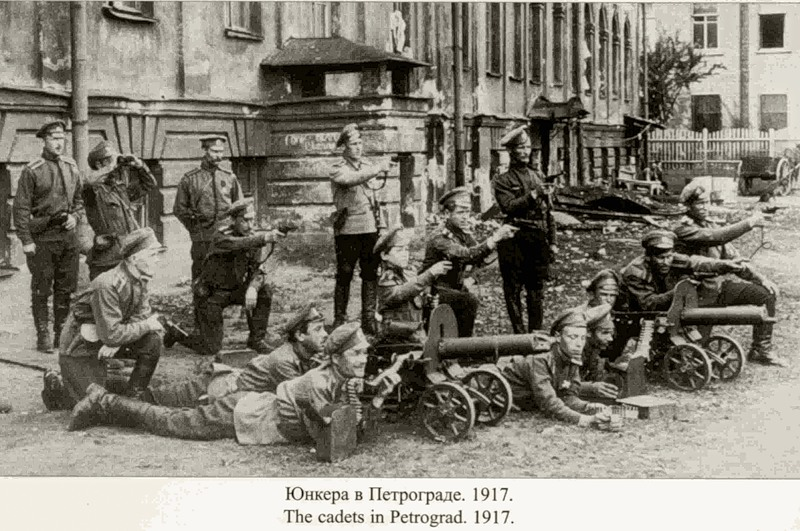 Юнкера в Петрограде. 1917.
The cadets in Petrograd. 1917.